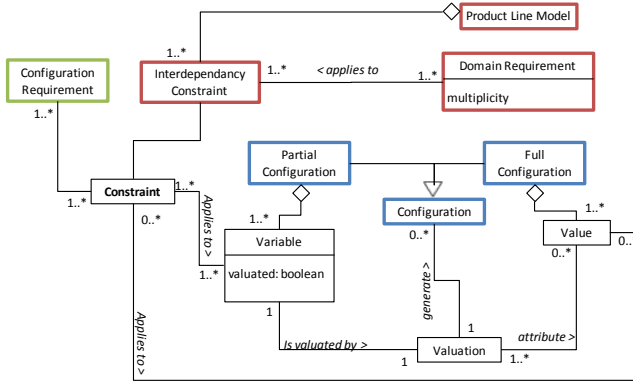 Product Line Model
1..*
Configuration
Requirement
Interdependancy
Constraint
1..*
< applies to
1..*
Domain Requirement
multiplicity
1..*
Partial
Configuration
Full
Configuration
Constraint
1..*
1..*
0..*
Applies to >
1..*
Configuration
0..*
1..*
Value
0..*
0..
Variable
valuated: boolean
1..*
generate >
1
Is valuated by >
1
1
Valuation
attribute >
1..*
Applies to >